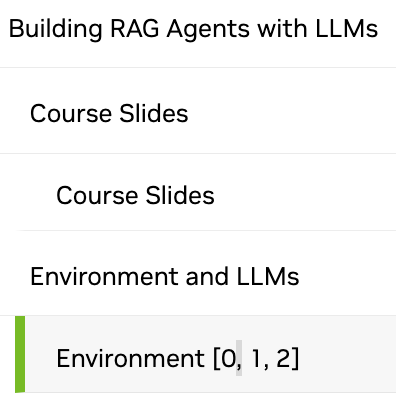 Building RAG Agents with LLMs
Course Slides
Course Slides
Environment and LLMs
Environment [0, 1, 2]